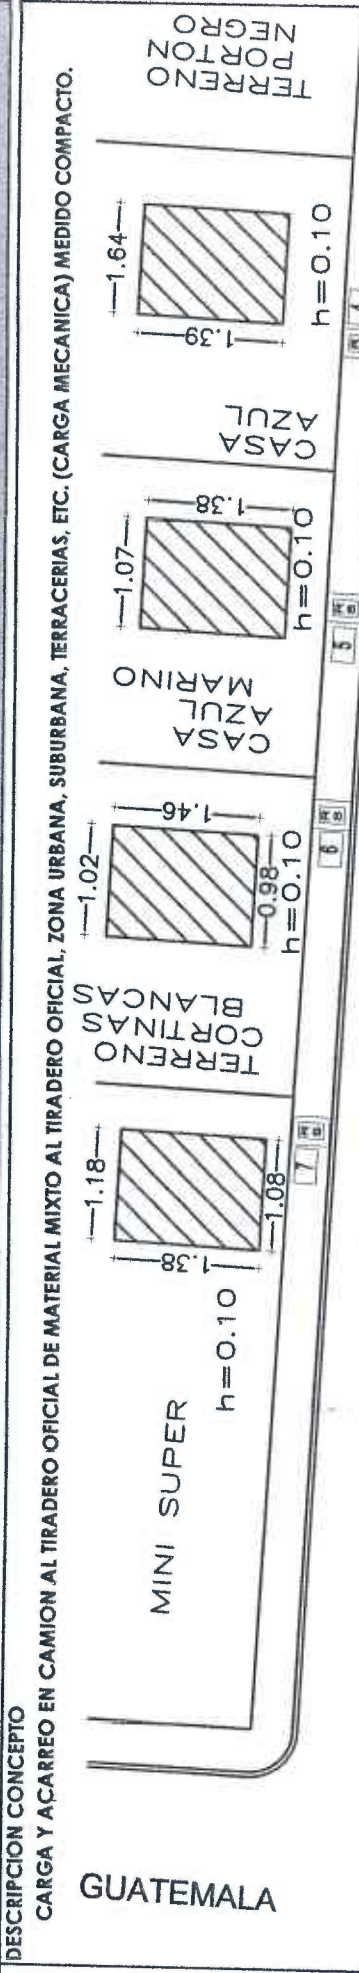 DESCRIPCION CONCEPTO
CARGA Y ACARREO EN CAMION AL TIRADERO OFICIAL DE MATERIAL MIXTO AL TIRADERO OFICIAL, ZONA URBANA, SUBURBANA, TERRACERIAS, ETC. (CARGA MECANICA) MEDIDO COMPACTO.
GUATEMALA
MINI SUPER
h=0.10
1.18
1.38
1.08
7
TERRENO
CORTINAS
BLANCAS
1.02
1.46
0.98
h=0.10
6
CASA
AZUL
MARINO
1.07
1.38
h=0.10
5
CASA
AZUL
1.64
1.39
h=0.10
TERRENO
PORTON
NEGRO